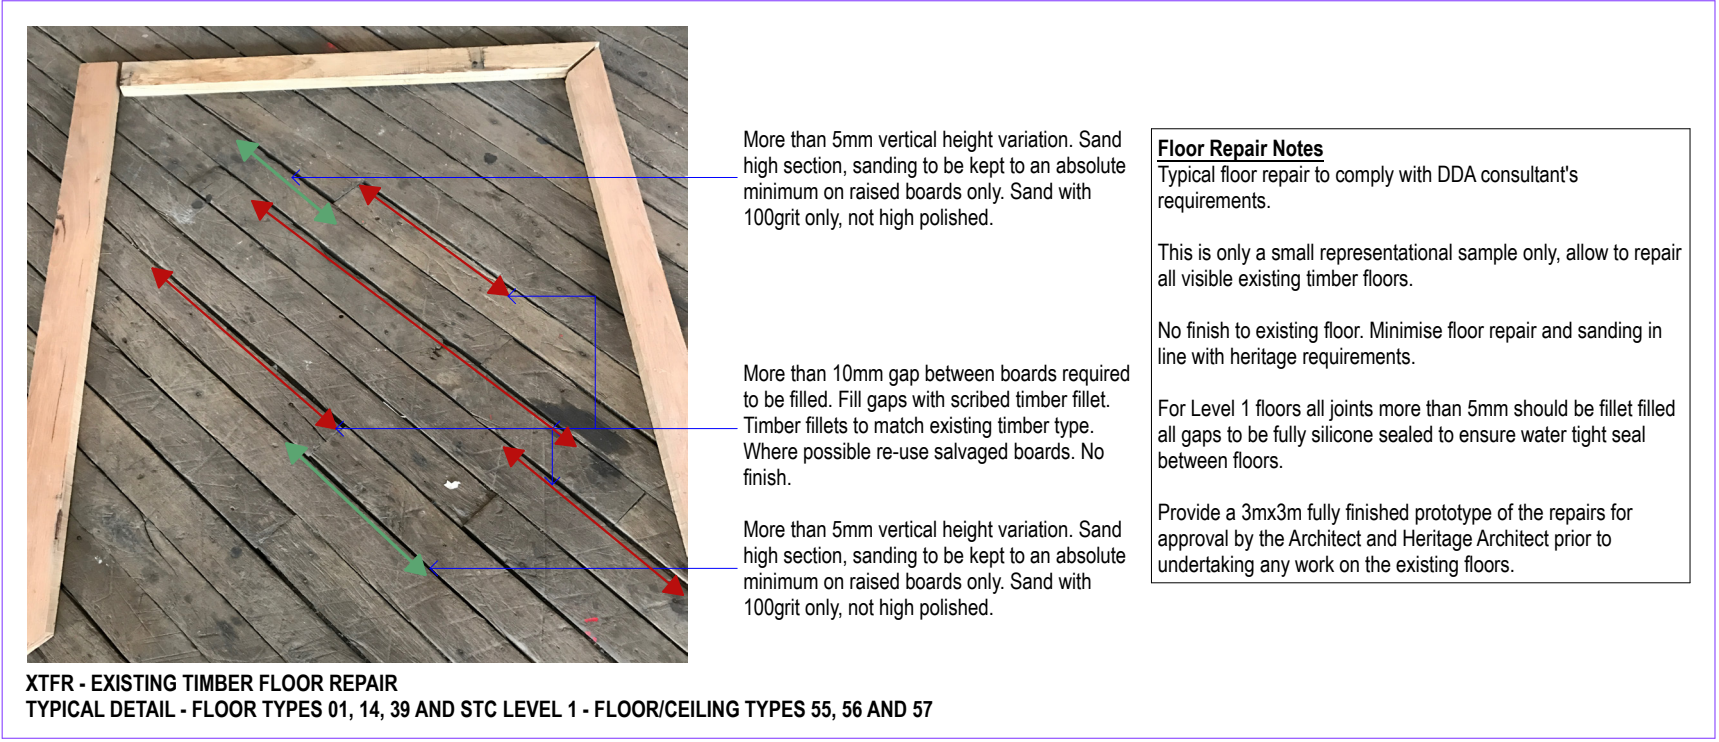 More than 5mm vertical height variation. Sand
high section, sanding to be kept to an absolute
minimum on raised boards only. Sand with
100grit only, not high polished.
More than 10mm gap between boards required
to be filled. Fill gaps with scribed timber fillet.
Timber fillets to match existing timber type.
Where possible re-use salvaged boards. No
finish.
More than 5mm vertical height variation. Sand
high section, sanding to be kept to an absolute
minimum on raised boards only. Sand with
100grit only, not high polished.
Floor Repair Notes
Typical floor repair to comply with DDA consultant's
requirements.
This is only a small representational sample only, allow to repair
all visible existing timber floors.
No finish to existing floor. Minimise floor repair and sanding in
line with heritage requirements.
For Level 1 floors all joints more than 5mm should be fillet filled
all gaps to be fully silicone sealed to ensure water tight seal
between floors.
Provide a 3mx3m fully finished prototype of the repairs for
approval by the Architect and Heritage Architect prior to
undertaking any work on the existing floors.
XTFR - EXISTING TIMBER FLOOR REPAIR
TYPICAL DETAIL - FLOOR TYPES 01, 14, 39 AND STC LEVEL 1 - FLOOR/CEILING TYPES 55, 56 AND 57